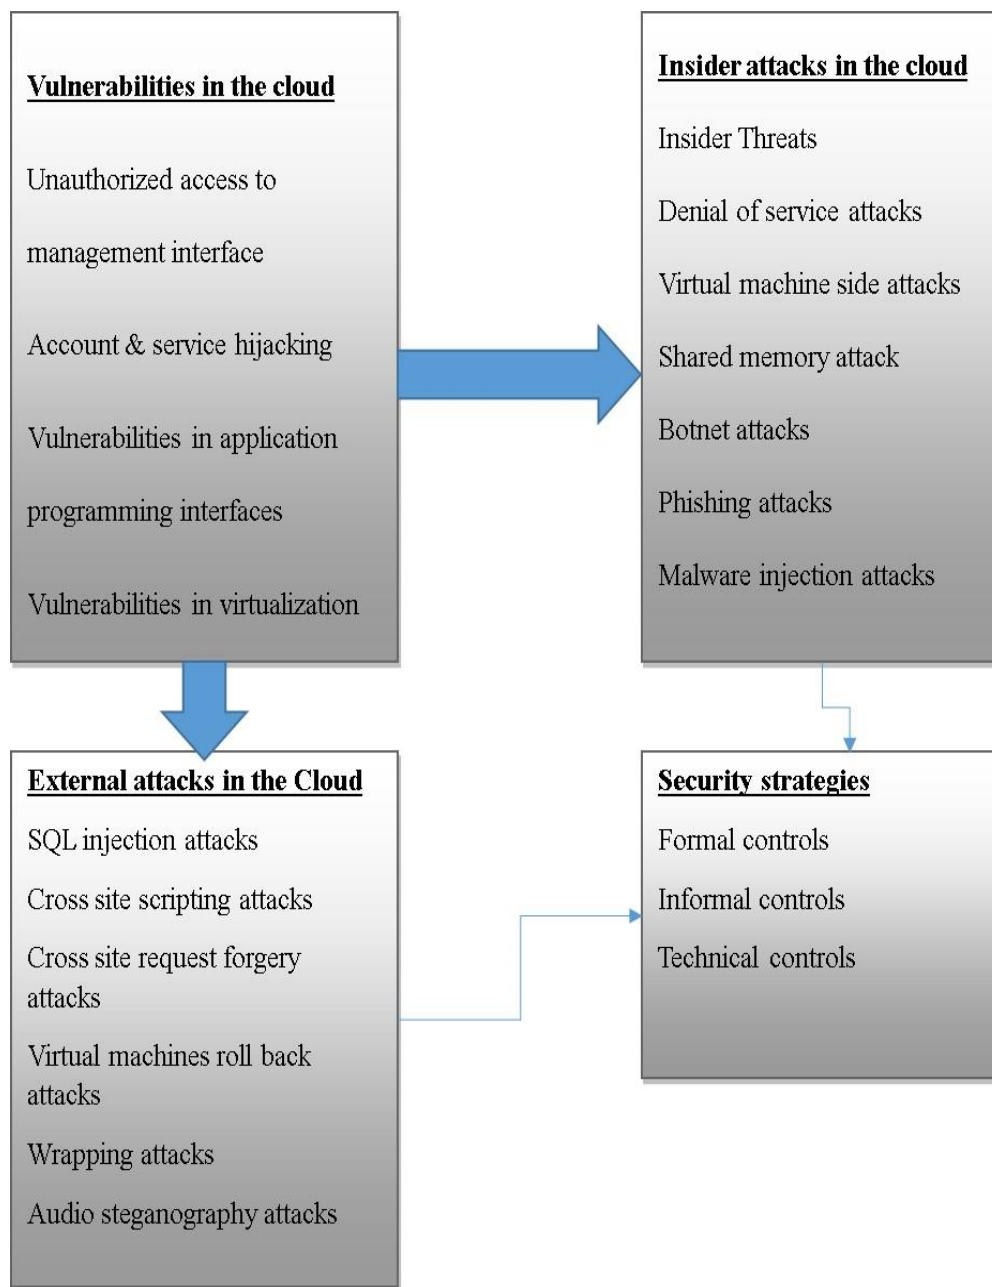 Vulnerabilities in the cloud
Unauthorized access to
management interface
Account & service hijacking
Vulnerabilities in application
programming interfaces
Vulnerabilities in virtualization
Insider attacks in the cloud
Insider Threats
Denial of service attacks
Virtual machine side attacks
Shared memory attack
Botnet attacks
Phishing attacks
Malware injection attacks
External attacks in the Cloud
SQL injection attacks
Cross site scripting attacks
Cross site request forgery
attacks
Virtual machines roll back
attacks
Wrapping attacks
Audio steganography attacks
Security strategies
Formal controls
Informal controls
Technical controls